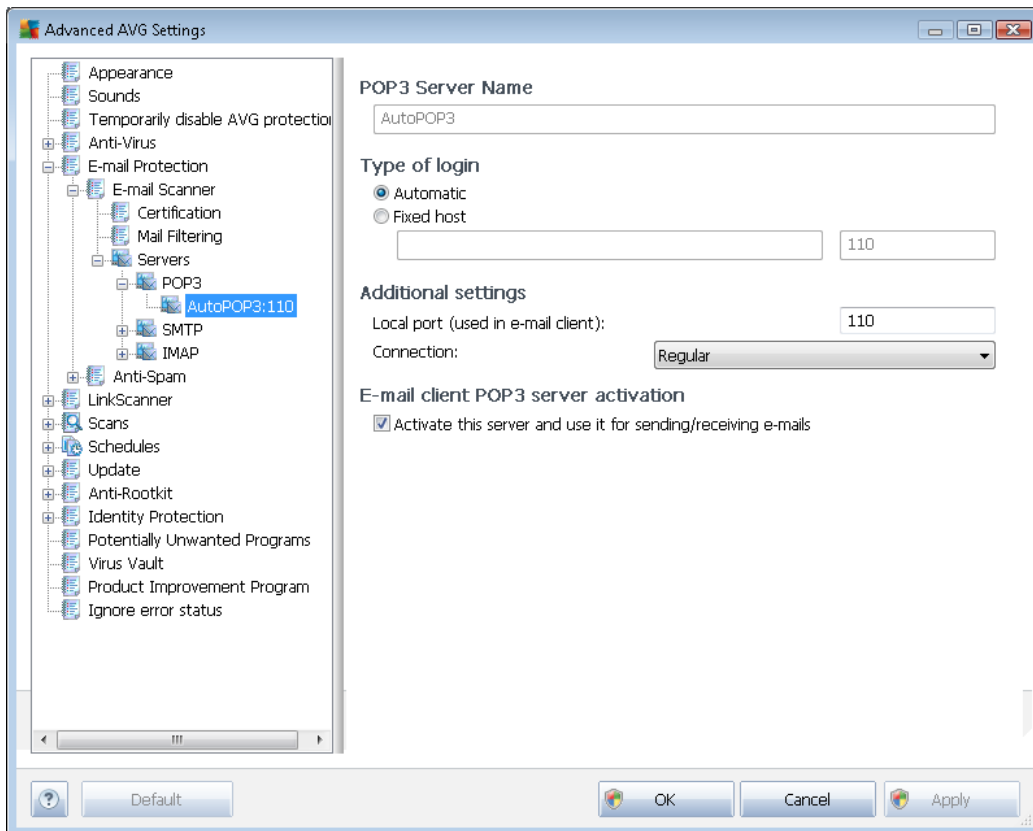 Advanced AVG Settings
Appearance
Sounds
Temporarily disable AVG protection
Anti-Virus
E-mail Protection
E-mail Scanner
Certification
Mail Filtering
Servers
POP3
AutoPOP3:110
SMTP
IMAP
Anti-Spam
LinkScanner
Scans
Schedules
Update
Anti-Rootkit
Identity Protection
Potentially Unwanted Programs
Virus Vault
Product Improvement Program
Ignore error status
POP3 Server Name
AutoPOP3
Type of login
Automatic
Fixed host
110
Additional settings
Local port (used in e-mail client):
110
Connection:
Regular
E-mail client POP3 server activation
Activate this server and use it for sending/receiving e-mails
?
Default
OK
Cancel
Apply